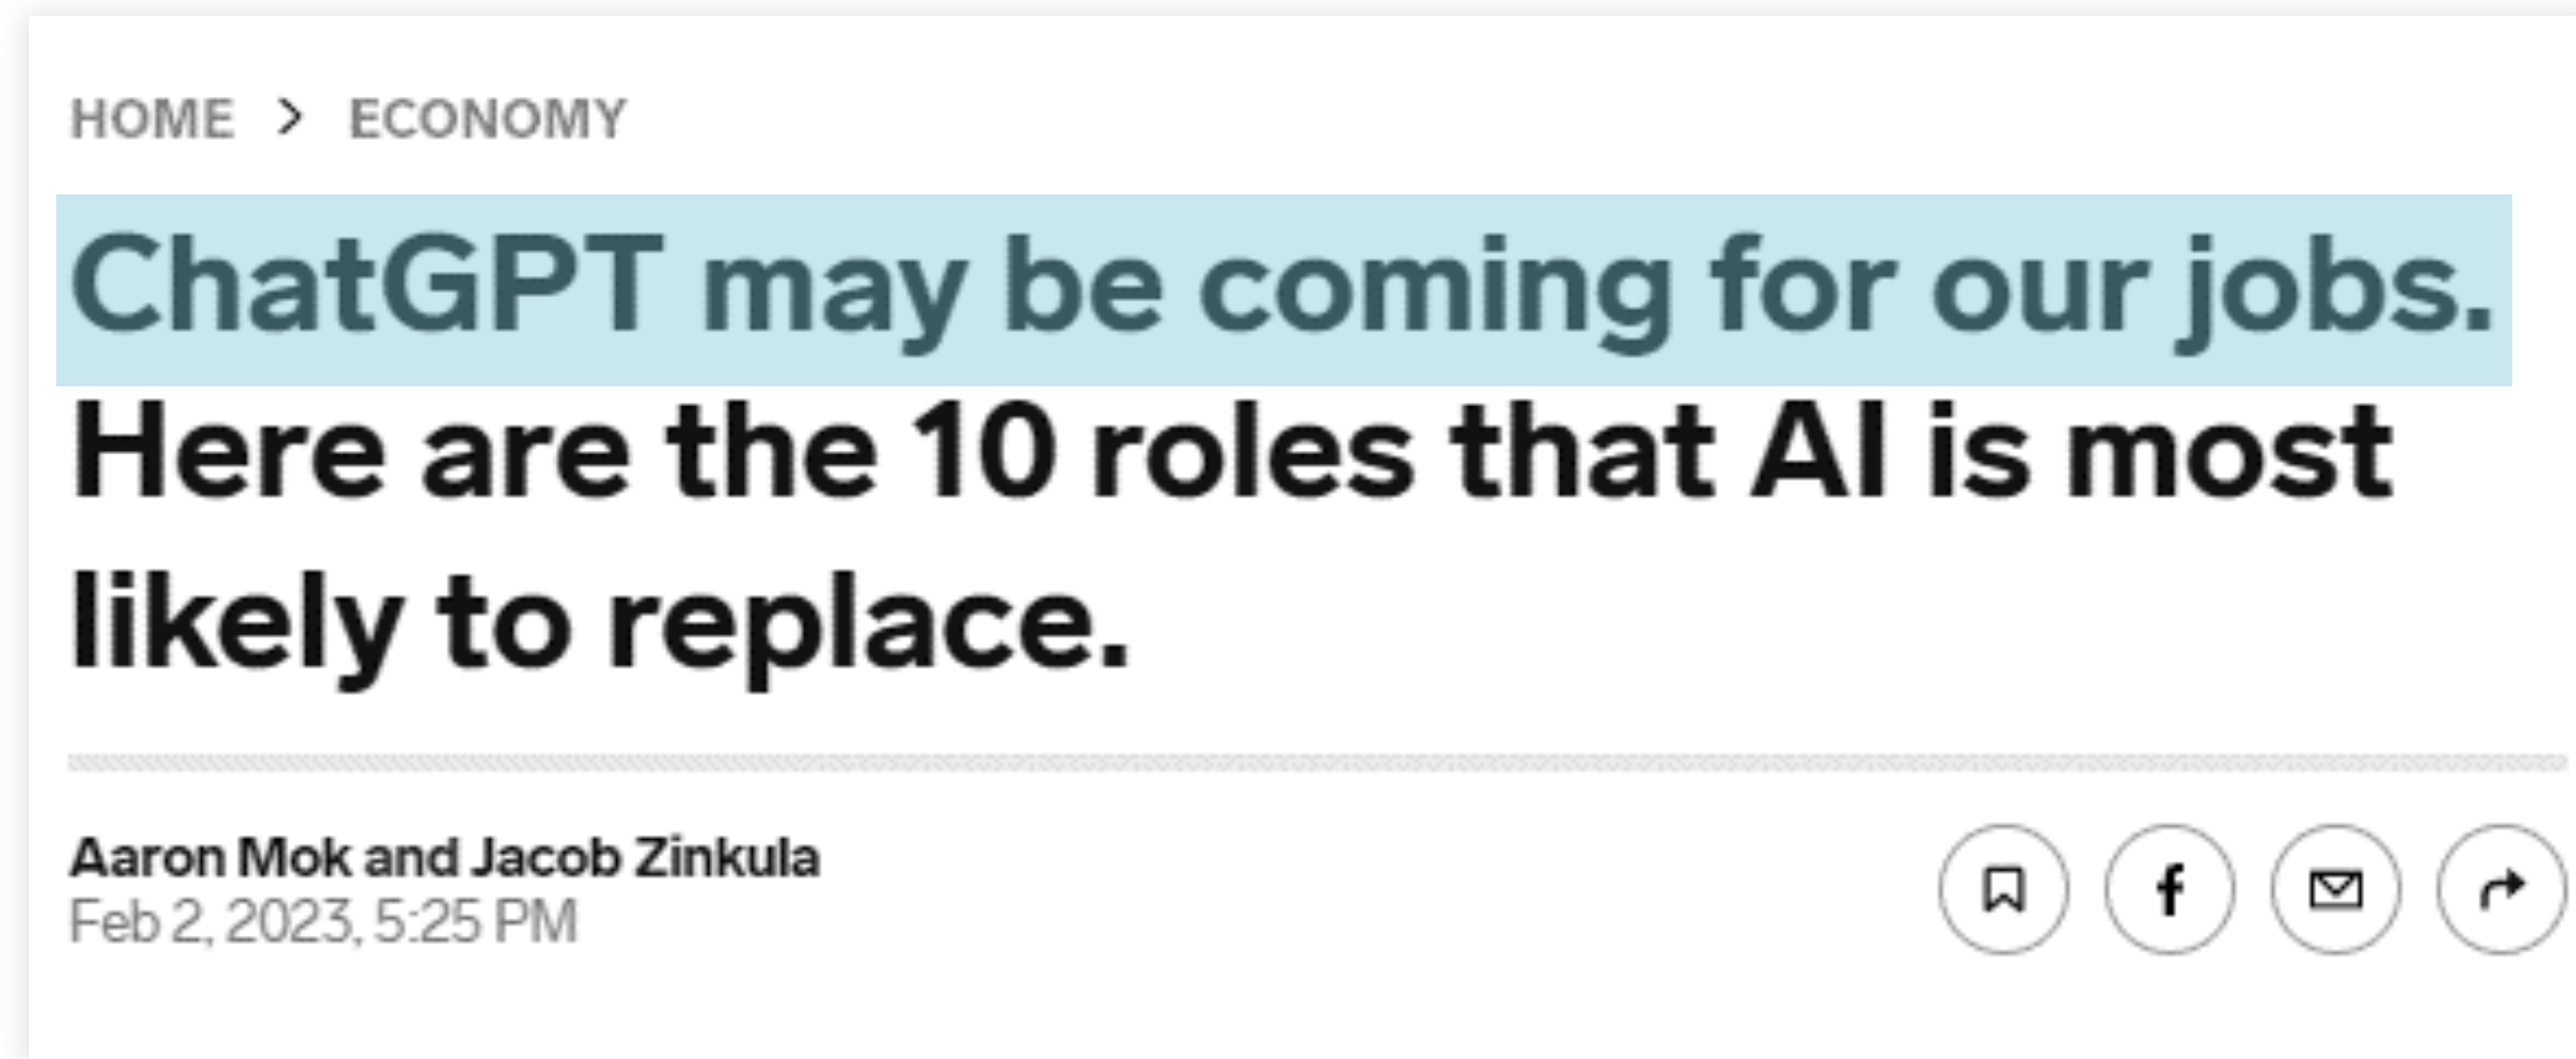 HOME > ECONOMY
ChatGPT may be coming for our jobs.
Here are the 10 roles that AI is most
likely to replace.
Aaron Mok and Jacob Zinkula
Feb 2, 2023, 5:25 PM